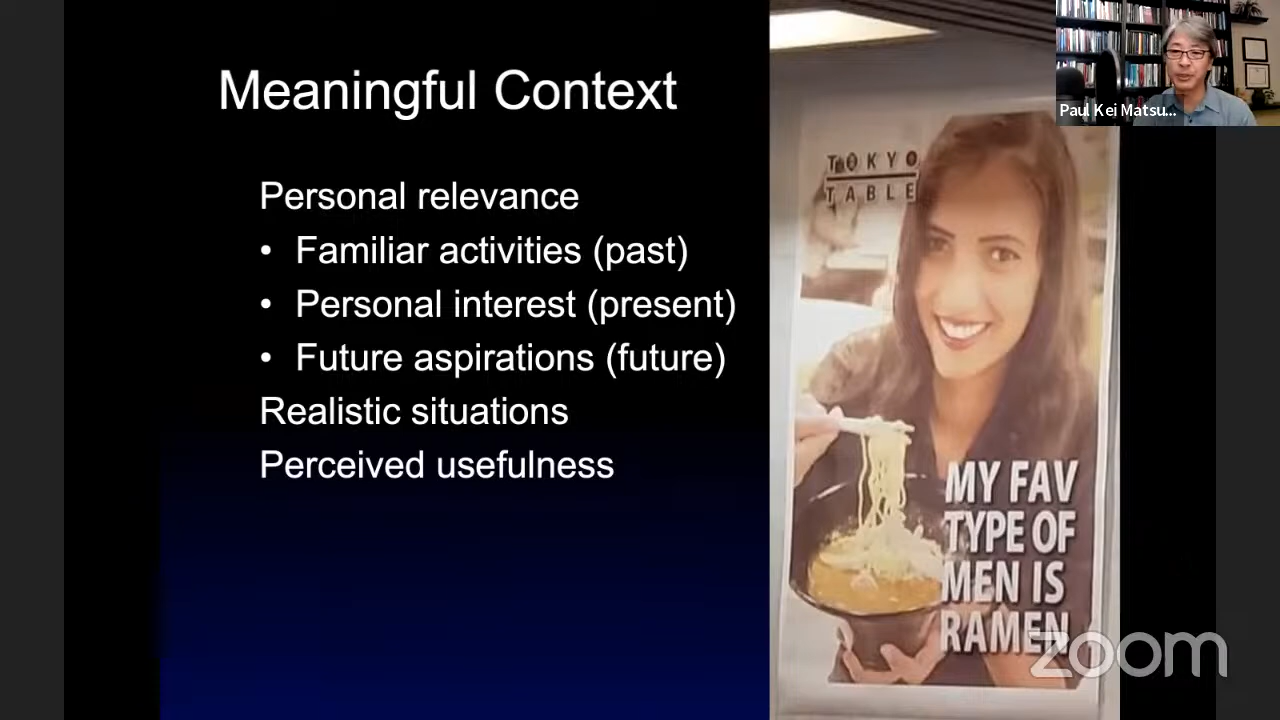 Meaningful Context
Personal relevance
• Familiar activities (past)
• Personal interest (present)
• Future aspirations (future)
Realistic situations
Perceived usefulness
TOKYO
TABLE
MY FAV
TYPE OF
MEN IS
RAMEN
Paul Kei Matsu...
zoom